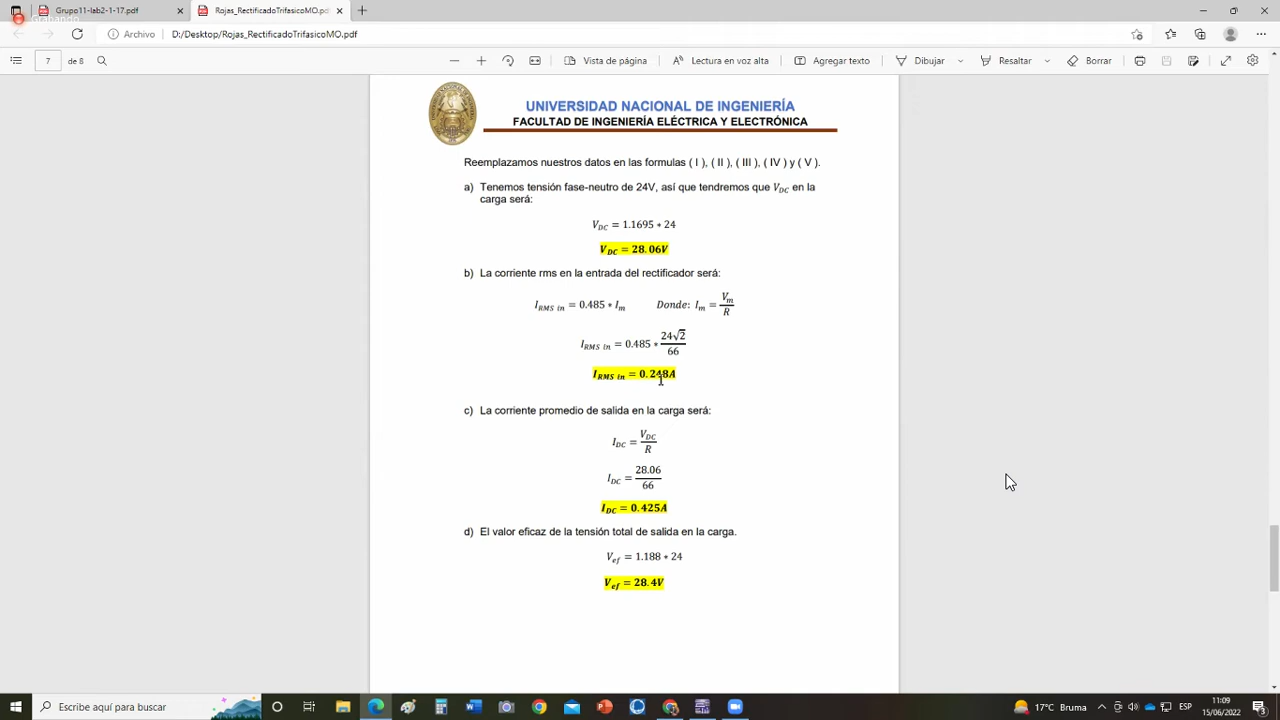 Grupo11-lab2-1-17.pdf
Rojas_RectificadoTrifasicoMO.pdf
Archivo
D:/Desktop/Rojas_RectificadoTrifasicoMO.pdf
7 de 8
Vista de página
Lectura en voz alta
Agregar texto
Dibujar
Resaltar
Borrar
UNIVERSIDAD NACIONAL DE INGENIERÍA
FACULTAD DE INGENIERÍA ELÉCTRICA Y ELECTRÓNICA
Reemplazamos nuestros datos en las formulas ( I ), ( II ), ( III ), ( IV ) y ( V ).
a) Tenemos tensión fase-neutro de 24V, así que tendremos que V_DC en la
carga será:
V_DC = 1.1695 * 24
V_DC = 28.06V
b) La corriente rms en la entrada del rectificador será:
I_RMS in = 0.485 * I_m Donde: I_m = V_m/R
I_RMS in = 0.485 * 24√2/66
I_RMS in = 0.248A
c) La corriente promedio de salida en la carga será:
I_DC = V_DC/R
I_DC = 28.06/66
I_DC = 0.425A
d) El valor eficaz de la tensión total de salida en la carga.
V_ef = 1.188 * 24
V_ef = 28.4V
Escribe aquí para buscar
17°C Bruma
ESP
11:09
15/06/2022